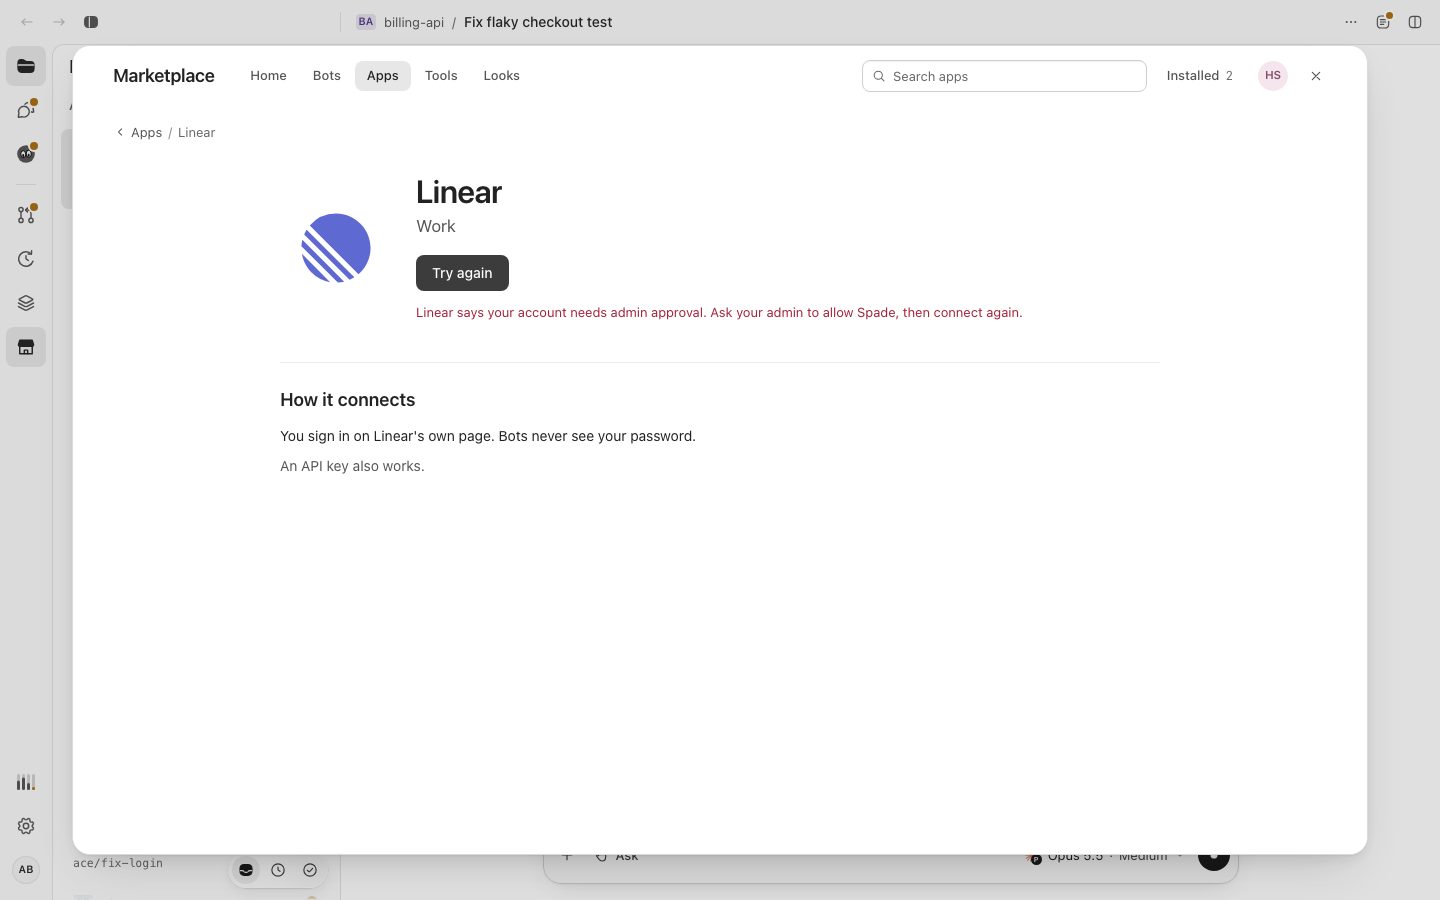 BA billing-api / Fix flaky checkout test
Marketplace Home Bots Apps Tools Looks Search apps Installed 2 HS
Apps / Linear
Linear
Work
Try again
Linear says your account needs admin approval. Ask your admin to allow Spade, then connect again.
How it connects
You sign in on Linear's own page. Bots never see your password.
An API key also works.
ace/fix-login
Ask Opus 5.5 · Medium
AB